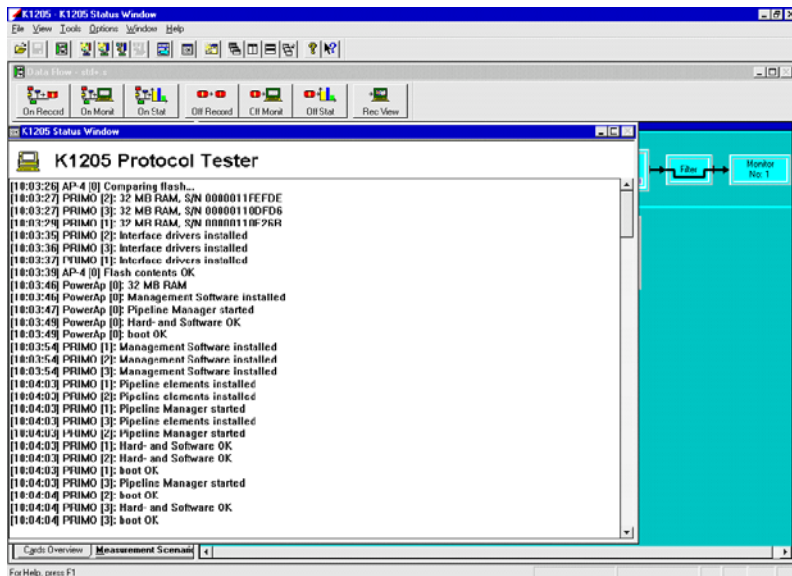 K1205 - K1205 Status Window
File View Tools Options Window Help
Data Flow - std+.s
On Record On Monit On Stat Off Record Off Monit Off Stat Rec View
K1205 Status Window
K1205 Protocol Tester
[10:03:26] AP-4 [0] Comparing flash...
[10:03:27] PRIMO [2]: 32 MB RAM, S/N 0000011FEFDE
[10:03:27] PRIMO [3]: 32 MB RAM, S/N 00000110DFD6
[10:03:29] PRIMO [1]: 32 MB RAM, S/N 00000110F26B
[10:03:35] PRIMO [2]: Interface drivers installed
[10:03:36] PRIMO [3]: Interface drivers installed
[10:03:37] PRIMO [1]: Interface drivers installed
[10:03:39] AP-4 [0] Flash contents OK
[10:03:46] PowerAp [0]: 32 MB RAM
[10:03:46] PowerAp [0]: Management Software installed
[10:03:47] PowerAp [0]: Pipeline Manager started
[10:03:49] PowerAp [0]: Hard- and Software OK
[10:03:49] PowerAp [0]: boot OK
[10:03:54] PRIMO [1]: Management Software installed
[10:03:54] PRIMO [2]: Management Software installed
[10:03:54] PRIMO [3]: Management Software installed
[10:04:03] PRIMO [1]: Pipeline elements installed
[10:04:03] PRIMO [2]: Pipeline elements installed
[10:04:03] PRIMO [1]: Pipeline Manager started
[10:04:03] PRIMO [3]: Pipeline elements installed
[10:04:03] PRIMO [2]: Pipeline Manager started
[10:04:03] PRIMO [1]: Hard- and Software OK
[10:04:03] PRIMO [2]: Hard- and Software OK
[10:04:03] PRIMO [1]: boot OK
[10:04:03] PRIMO [3]: Pipeline Manager started
[10:04:04] PRIMO [2]: boot OK
[10:04:04] PRIMO [3]: Hard- and Software OK
[10:04:04] PRIMO [3]: boot OK
Filter
Monitor
No: 1
Cards Overview Measurement Scenario
For Help, press F1